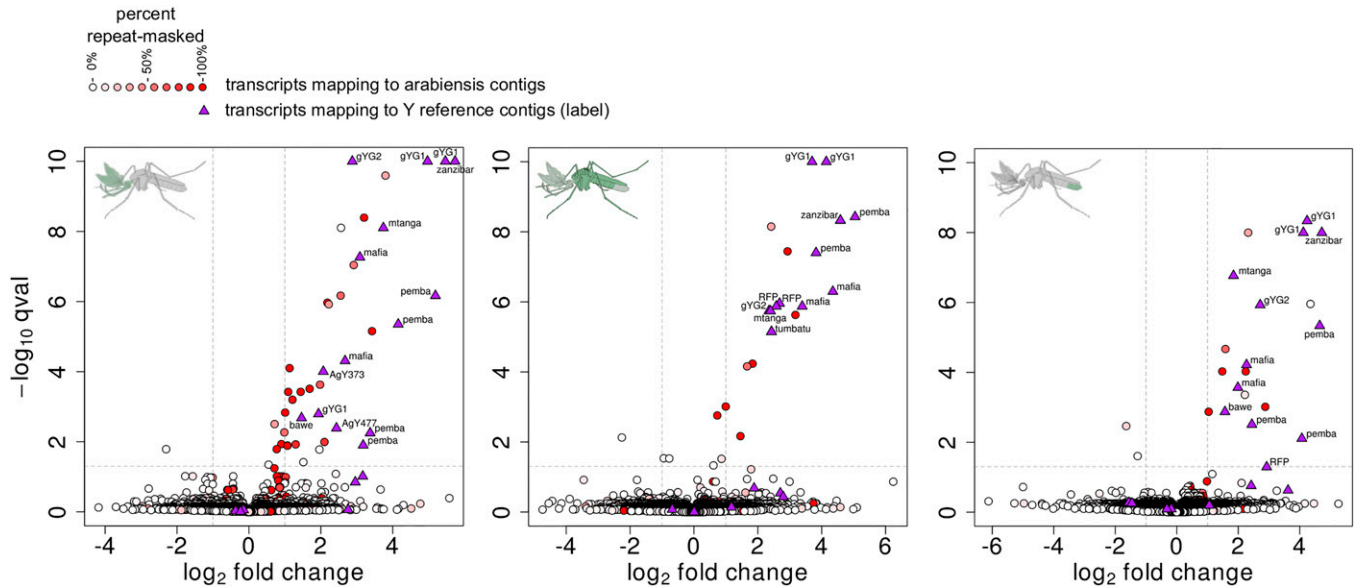 percent
repeat-masked
-0%
-50%
-100%
transcripts mapping to arabiensis contigs
transcripts mapping to Y reference contigs (label)
−log10 qval
10
8
6
4
2
0
gYG2
gYG1
gYG1
zanzibar
mtanga
mafia
pemba
pemba
mafia
AgY373
gYG1
bawe
AgY477
pemba
pemba
-4 -2 0 2 4
log2 fold change
10
8
6
4
2
0
gYG1
gYG1
zanzibar
pemba
pemba
mafia
RFP
RFP
mafia
gYG2
mtanga
tumbatu
-4 -2 0 2 4 6
log2 fold change
10
8
6
4
2
0
gYG1
gYG1
zanzibar
mtanga
gYG2
pemba
mafia
mafia
bawe
pemba
pemba
RFP
-6 -4 -2 0 2 4
log2 fold change